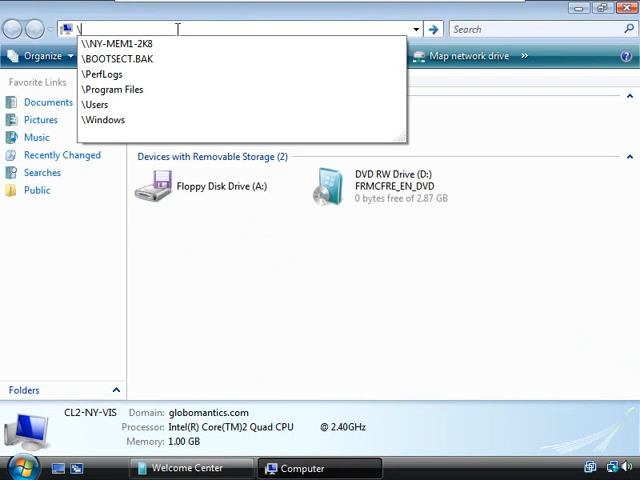 \
Search
\\NY-MEM1-2K8
\BOOTSECT.BAK
\PerfLogs
\Program Files
\Users
\Windows
Organize
Map network drive
»
Favorite Links
Documents
Pictures
Music
Recently Changed
Searches
Public
Devices with Removable Storage (2)
Floppy Disk Drive (A:)
DVD RW Drive (D:)
FRMCFRE_EN_DVD
0 bytes free of 2.87 GB
Folders
CL2-NY-VIS Domain: globomantics.com
Processor: Intel(R) Core(TM)2 Quad CPU @ 2.40GHz
Memory: 1.00 GB
Welcome Center
Computer